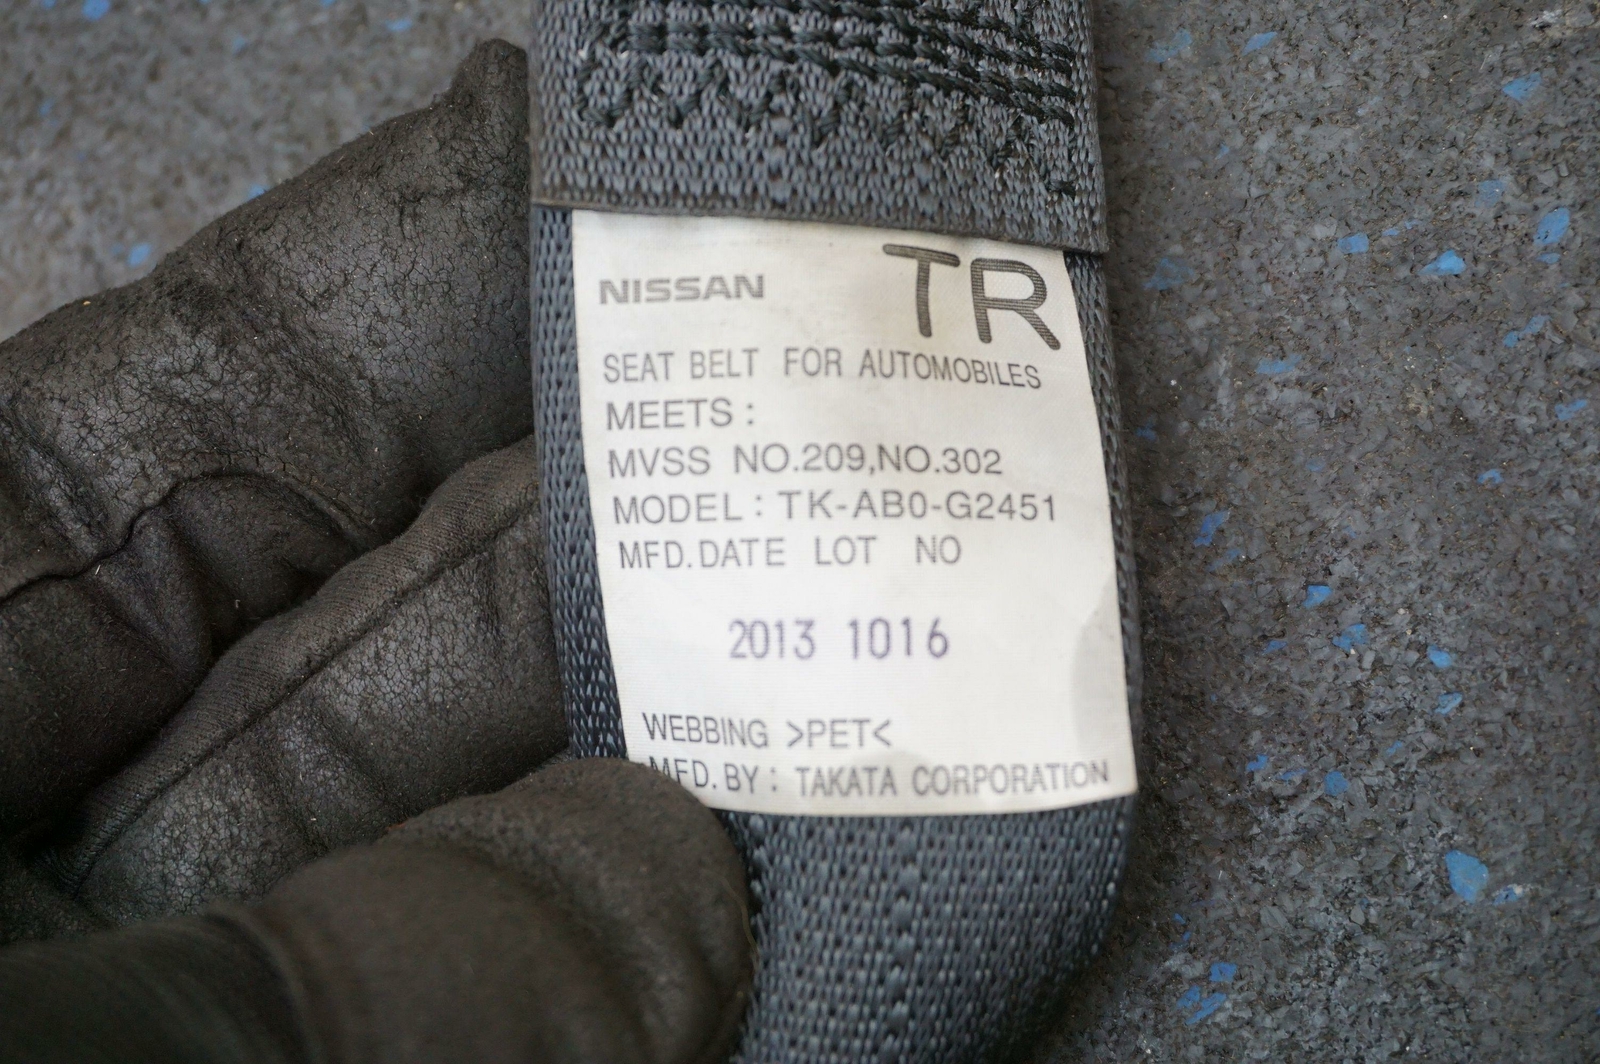 NISSAN TR
SEAT BELT FOR AUTOMOBILES
MEETS :
MVSS NO.209,NO.302
MODEL : TK-AB0-G2451
MFD.DATE LOT NO
2013 1016
WEBBING >PET<
MFD.BY : TAKATA CORPORATION